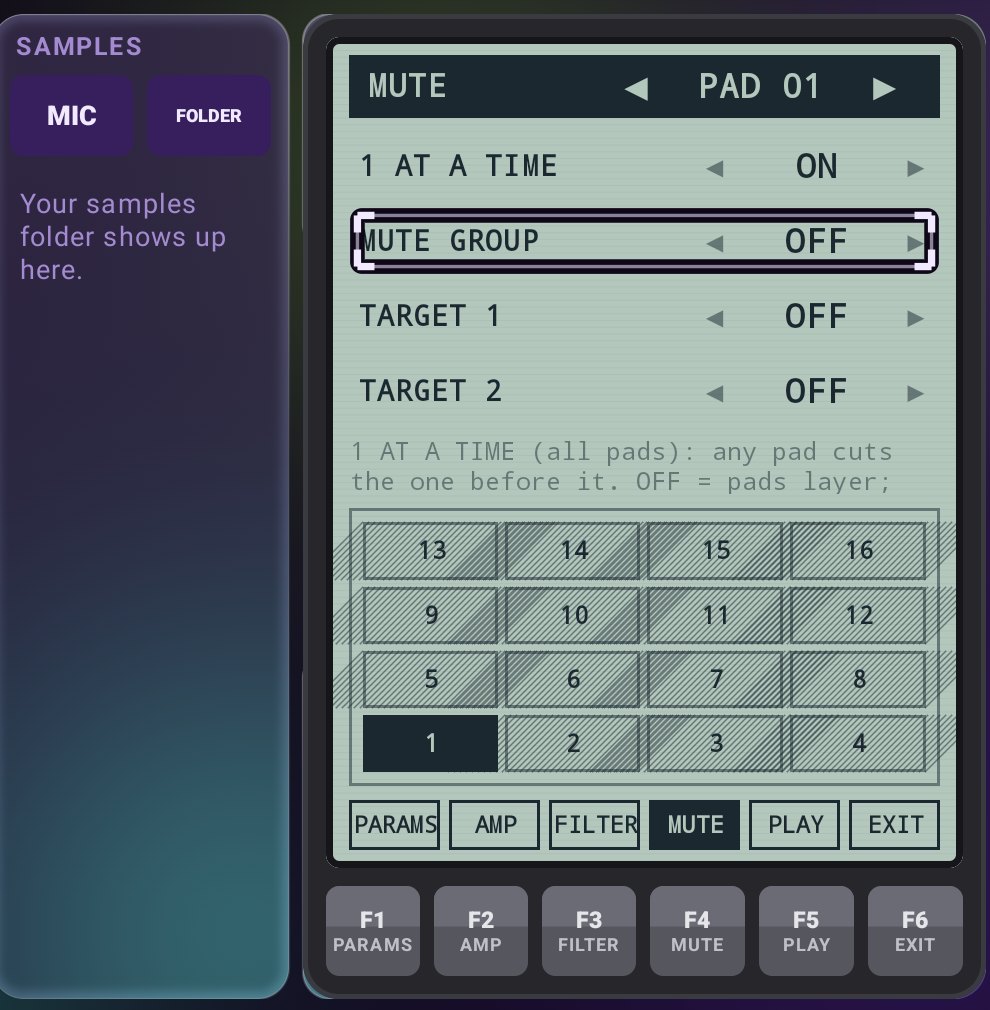 SAMPLES
MIC
FOLDER
Your samples
folder shows up
here.
MUTE ◀ PAD 01 ▶
1 AT A TIME ◀ ON ▶
MUTE GROUP ◀ OFF ▶
TARGET 1 ◀ OFF ▶
TARGET 2 ◀ OFF ▶
1 AT A TIME (all pads): any pad cuts
the one before it. OFF = pads layer;
13 14 15 16
9 10 11 12
5 6 7 8
1 2 3 4
PARAMS AMP FILTER MUTE PLAY EXIT
F1 F2 F3 F4 F5 F6
PARAMS AMP FILTER MUTE PLAY EXIT